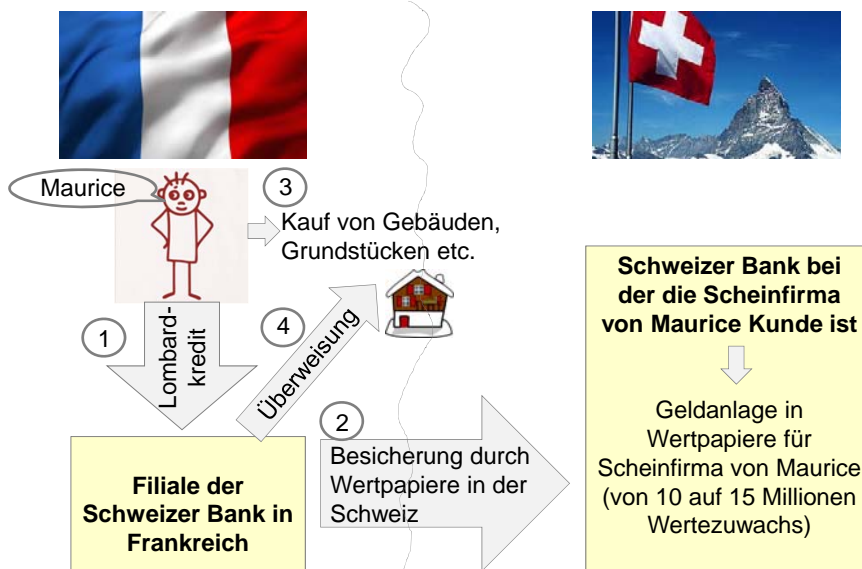 Maurice
3
Kauf von Gebäuden,
Grundstücken etc.
1
Lombard-
kredit
4
Überweisung
2
Besicherung durch
Wertpapiere in der
Schweiz
Filiale der
Schweizer Bank in
Frankreich
Schweizer Bank bei
der die Scheinfirma
von Maurice Kunde ist
Geldanlage in
Wertpapiere für
Scheinfirma von Maurice
(von 10 auf 15 Millionen
Wertezuwachs)